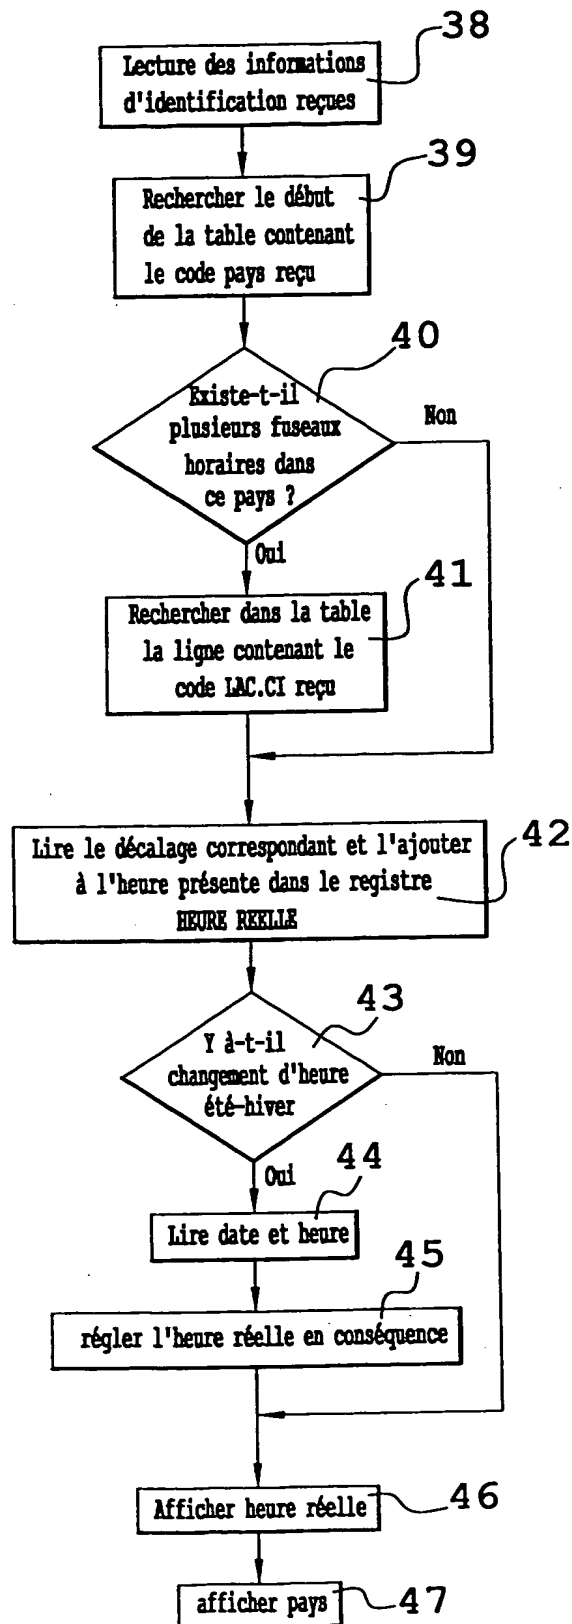 38
Lecture des informations
d'identification reçues
39
Rechercher le début
de la table contenant
le code pays reçu
40
Existe-t-il
plusieurs fuseaux
horaires dans
ce pays ?
Non
Oui
41
Rechercher dans la table
la ligne contenant le
code LAC.CI reçu
42
Lire le décalage correspondant et l'ajouter
à l'heure présente dans le registre
HEURE REELLE
43
Y à-t-il
changement d'heure
été-hiver
Non
Oui
44
Lire date et heure
45
régler l'heure réelle en conséquence
Afficher heure réelle
46
afficher pays
47